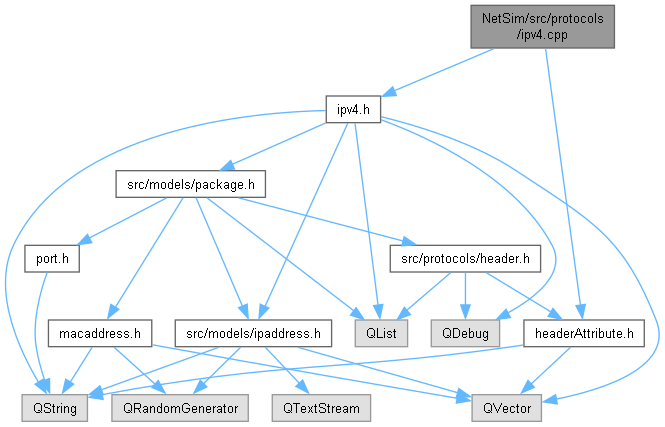 NetSim/src/protocols
/ipv4.cpp
ipv4.h
src/models/package.h
port.h
src/protocols/header.h
macaddress.h
src/models/ipaddress.h
QList
QDebug
headerAttribute.h
QString
QRandomGenerator
QTextStream
QVector